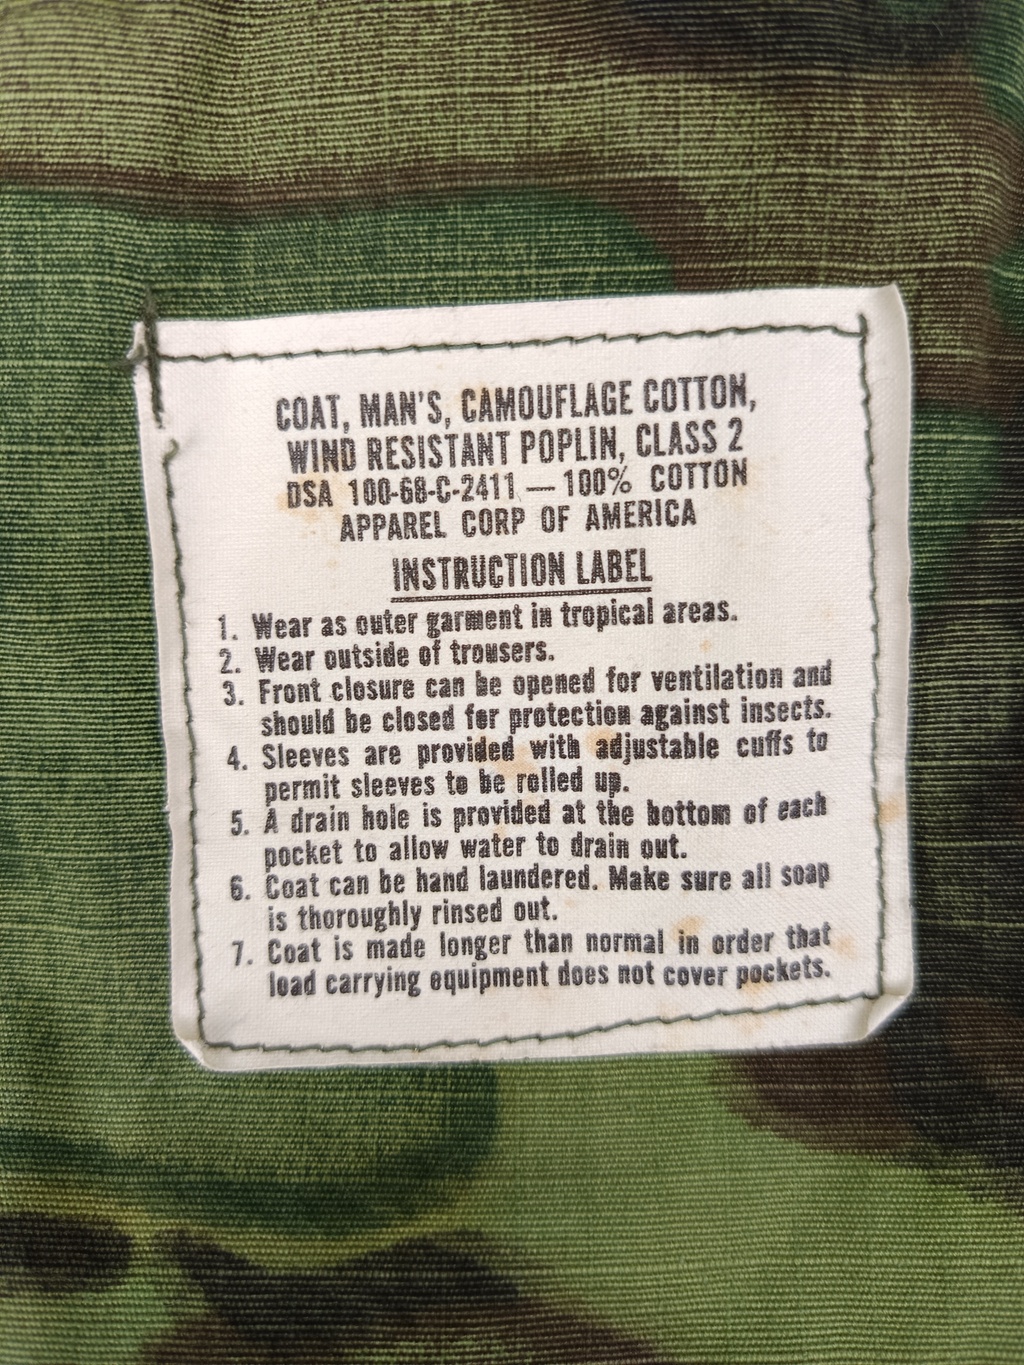 COAT, MAN'S, CAMOUFLAGE COTTON,
WIND RESISTANT POPLIN, CLASS 2
DSA 100-68-C-2411 — 100% COTTON
APPAREL CORP OF AMERICA
INSTRUCTION LABEL
1. Wear as outer garment in tropical areas.
2. Wear outside of trousers.
3. Front closure can be opened for ventilation and
should be closed for protection against insects.
4. Sleeves are provided with adjustable cuffs to
permit sleeves to be rolled up.
5. A drain hole is provided at the bottom of each
pocket to allow water to drain out.
6. Coat can be hand laundered. Make sure all soap
is thoroughly rinsed out.
7. Coat is made longer than normal in order that
load carrying equipment does not cover pockets.